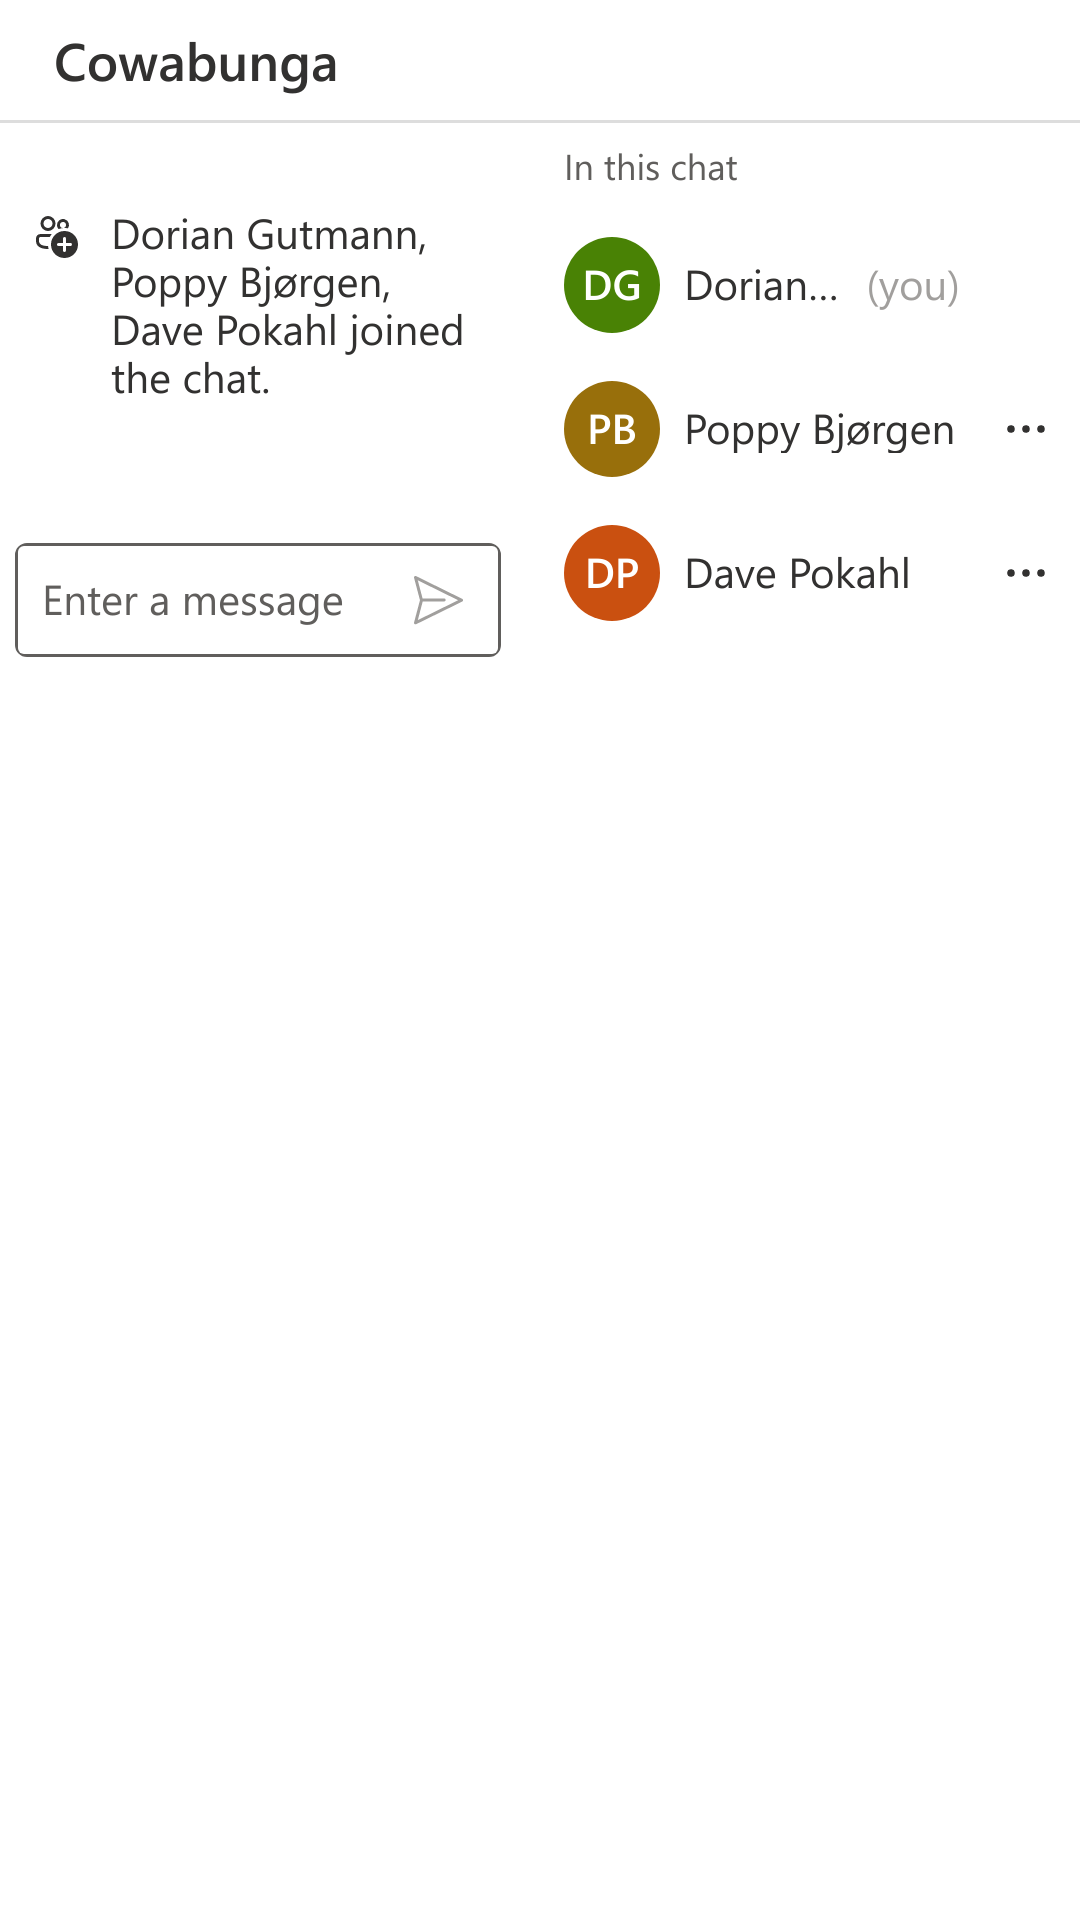 Cowabunga
Dorian Gutmann,
Poppy Bjørgen,
Dave Pokahl joined
the chat.
Enter a message
In this chat
DG Dorian... (you)
PB Poppy Bjørgen
DP Dave Pokahl